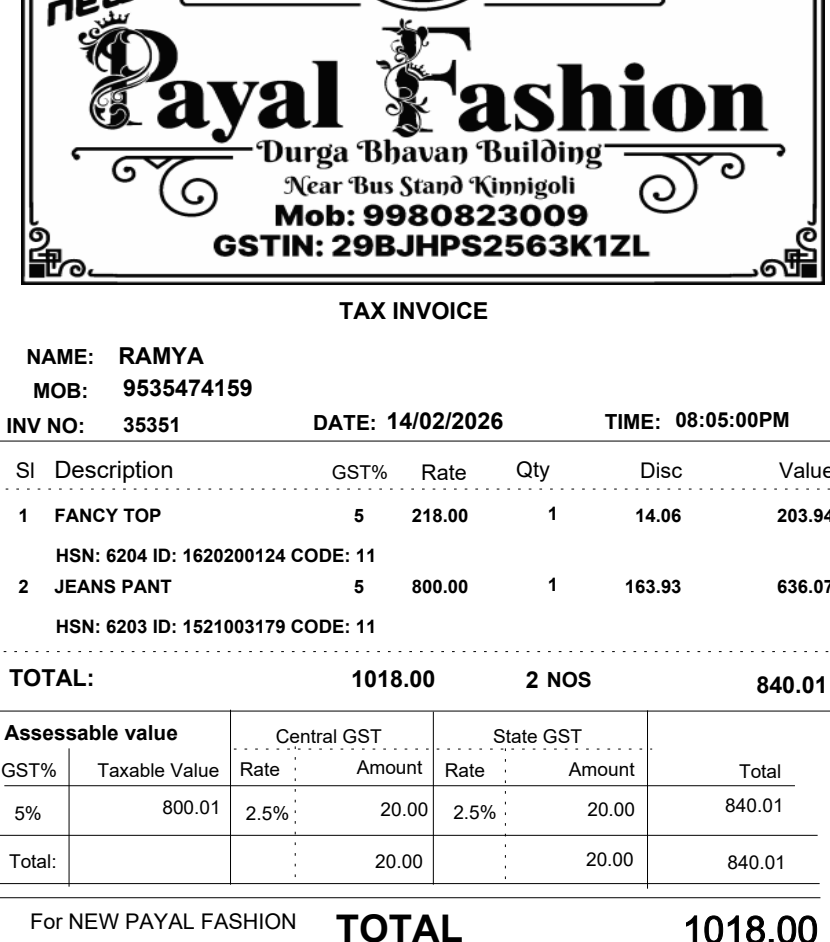 new
Payal Fashion
Durga Bhavan Building
Near Bus Stand Kinnigoli
Mob: 9980823009
GSTIN: 29BJHPS2563K1ZL
TAX INVOICE
NAME: RAMYA
MOB: 9535474159
INV NO: 35351 DATE: 14/02/2026 TIME: 08:05:00PM
Sl Description GST% Rate Qty Disc Value
1 FANCY TOP 5 218.00 1 14.06 203.94
HSN: 6204 ID: 1620200124 CODE: 11
2 JEANS PANT 5 800.00 1 163.93 636.07
HSN: 6203 ID: 1521003179 CODE: 11
TOTAL: 1018.00 2 NOS 840.01
Assessable value Central GST State GST
GST% Taxable Value Rate Amount Rate Amount Total
5% 800.01 2.5% 20.00 2.5% 20.00 840.01
Total: 20.00 20.00 840.01
For NEW PAYAL FASHION TOTAL 1018.00